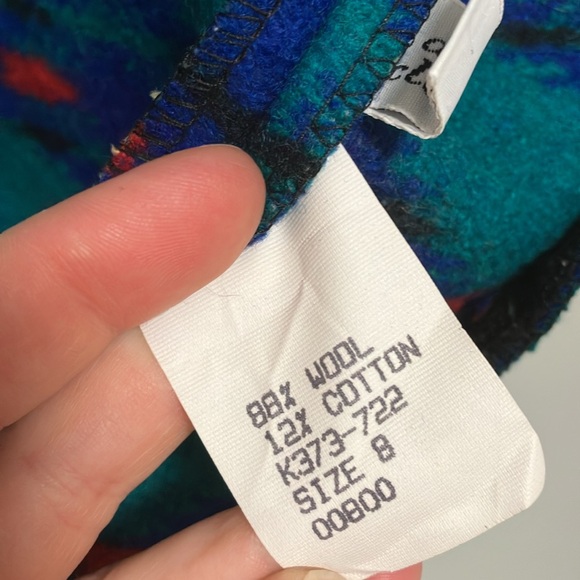 88% WOOL
12% COTTON
K373-722
SIZE 8
00800